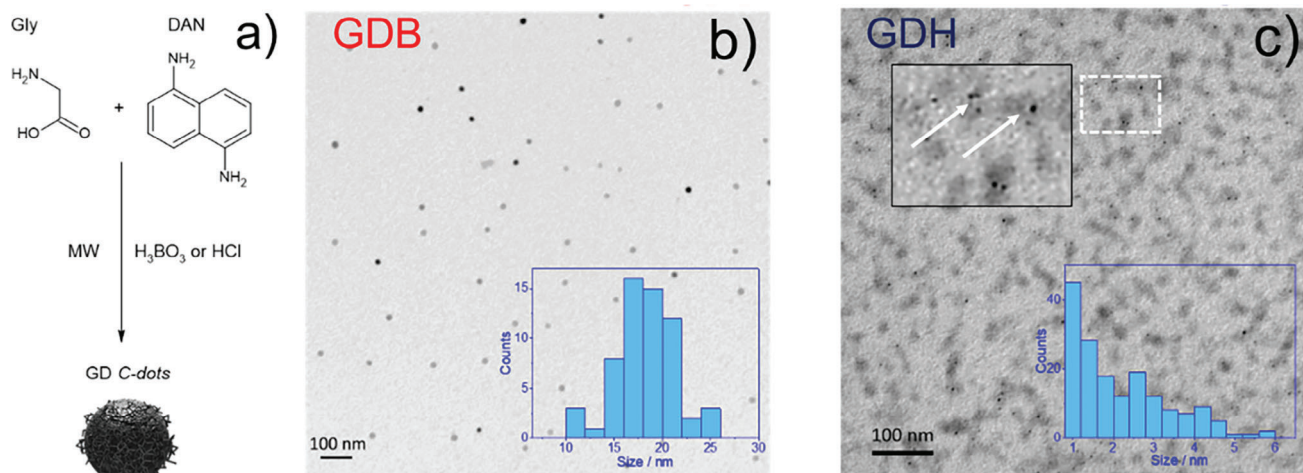 Gly
DAN
a)
NH₂
H₂N
+
HO
O
NH₂
MW
H₃BO₃ or HCl
GD C-dots
GDB
b)
15
10
5
0
Counts
10 15 20 25 30
Size / nm
100 nm
GDH
c)
40
20
0
Counts
1 2 3 4 5 6
Size / nm
100 nm